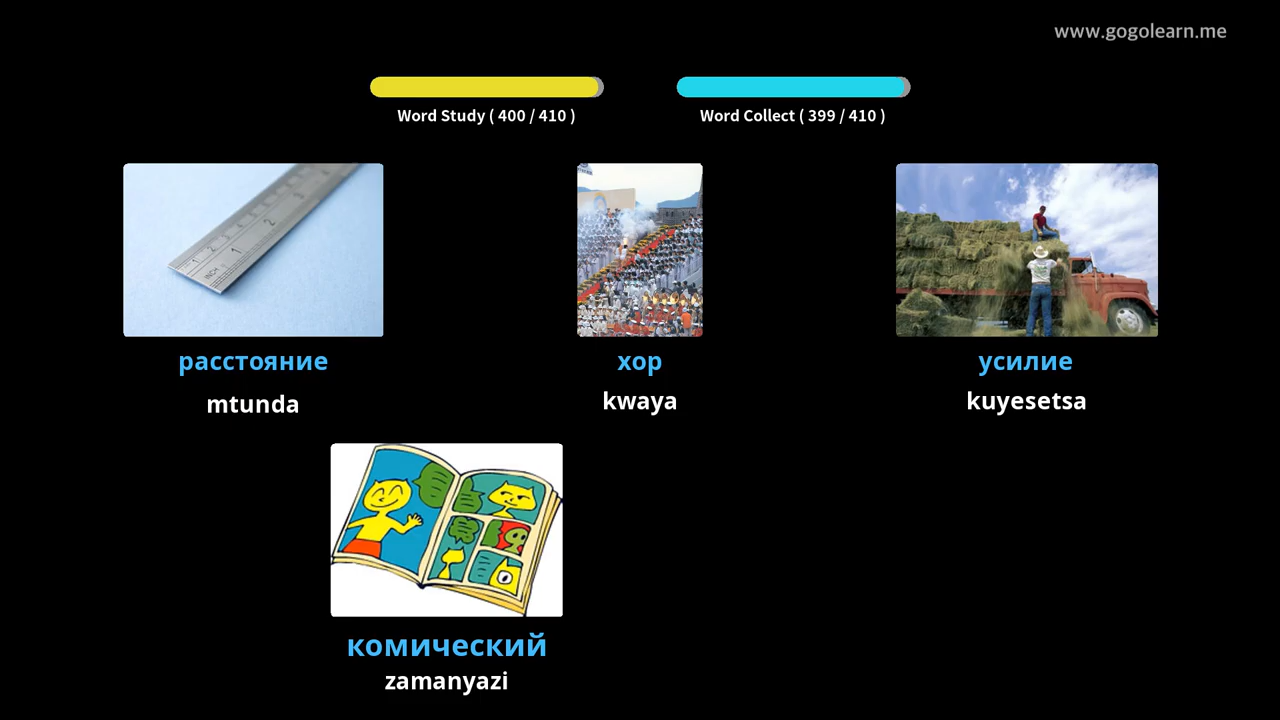 www.gogolearn.me
Word Study ( 400 / 410 )
Word Collect ( 399 / 410 )
расстояние
mtunda
хор
kwaya
усилие
kuyesetsa
комический
zamanyazi